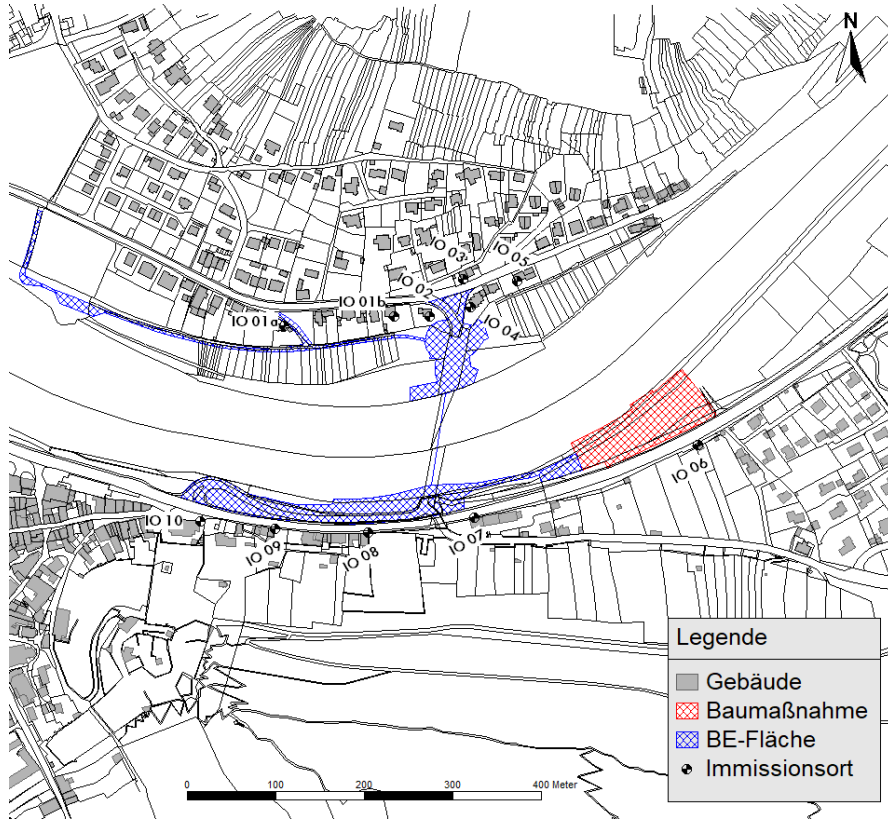 N
IO 03
IO 05
IO 02
IO 01b
IO 01a
IO 04
IO 06
IO 10
IO 09
IO 08
IO 07
Legende
Gebäude
Baumaßnahme
BE-Fläche
Immissionsort
0 100 200 300 400 Meter